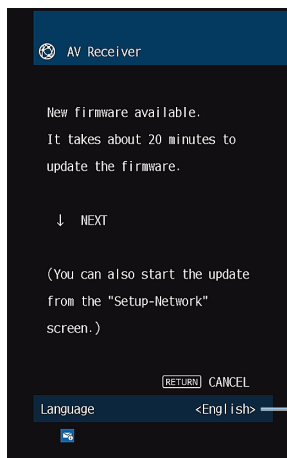 AV Receiver
New firmware available.
It takes about 20 minutes to
update the firmware.
↓ NEXT
(You can also start the update
from the "Setup-Network"
screen.)
RETURN CANCEL
Language <English>